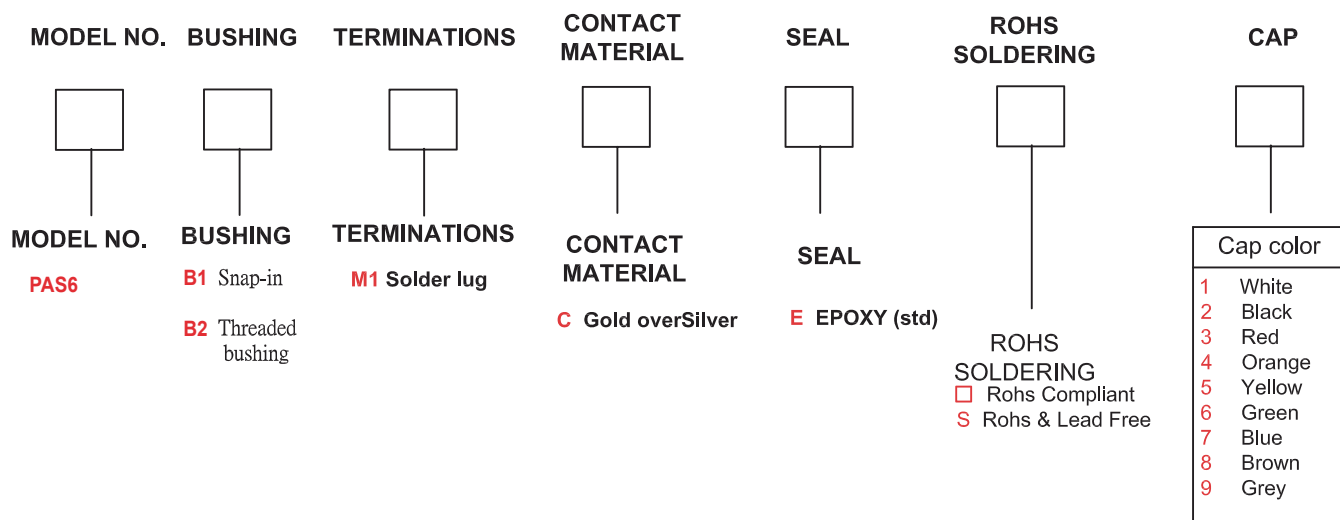 MODEL NO.
BUSHING
TERMINATIONS
CONTACT
MATERIAL
SEAL
ROHS
SOLDERING
CAP
MODEL NO.
PAS6
BUSHING
B1 Snap-in
B2 Threaded
bushing
TERMINATIONS
M1 Solder lug
CONTACT
MATERIAL
C Gold overSilver
SEAL
E EPOXY (std)
ROHS
SOLDERING
Rohs Compliant
S Rohs & Lead Free
Cap color
1 White
2 Black
3 Red
4 Orange
5 Yellow
6 Green
7 Blue
8 Brown
9 Grey